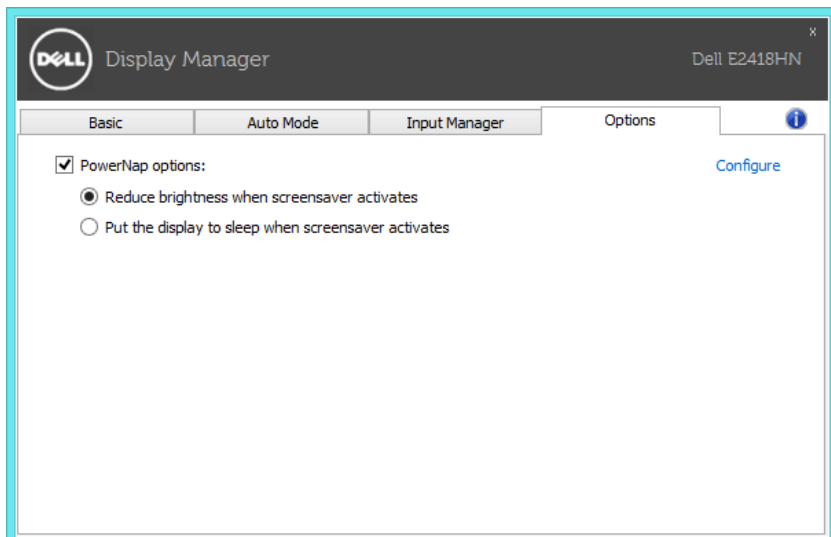 DELL Display Manager
x
Dell E2418HN
Basic Auto Mode Input Manager Options i
PowerNap options: Configure
Reduce brightness when screensaver activates
Put the display to sleep when screensaver activates